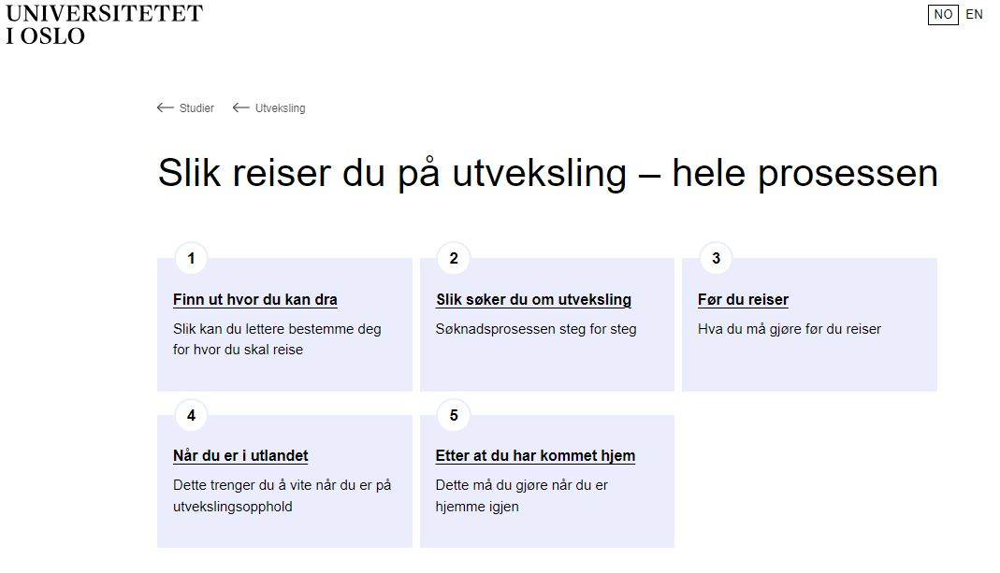 UNIVERSITETET
I OSLO
NO EN
Studier Utveksling
Slik reiser du på utveksling – hele prosessen
1
Finn ut hvor du kan dra
Slik kan du lettere bestemme deg
for hvor du skal reise
2
Slik søker du om utveksling
Søknadsprosessen steg for steg
3
Før du reiser
Hva du må gjøre før du reiser
4
Når du er i utlandet
Dette trenger du å vite når du er på
utvekslingsopphold
5
Etter at du har kommet hjem
Dette må du gjøre når du er
hjemme igjen